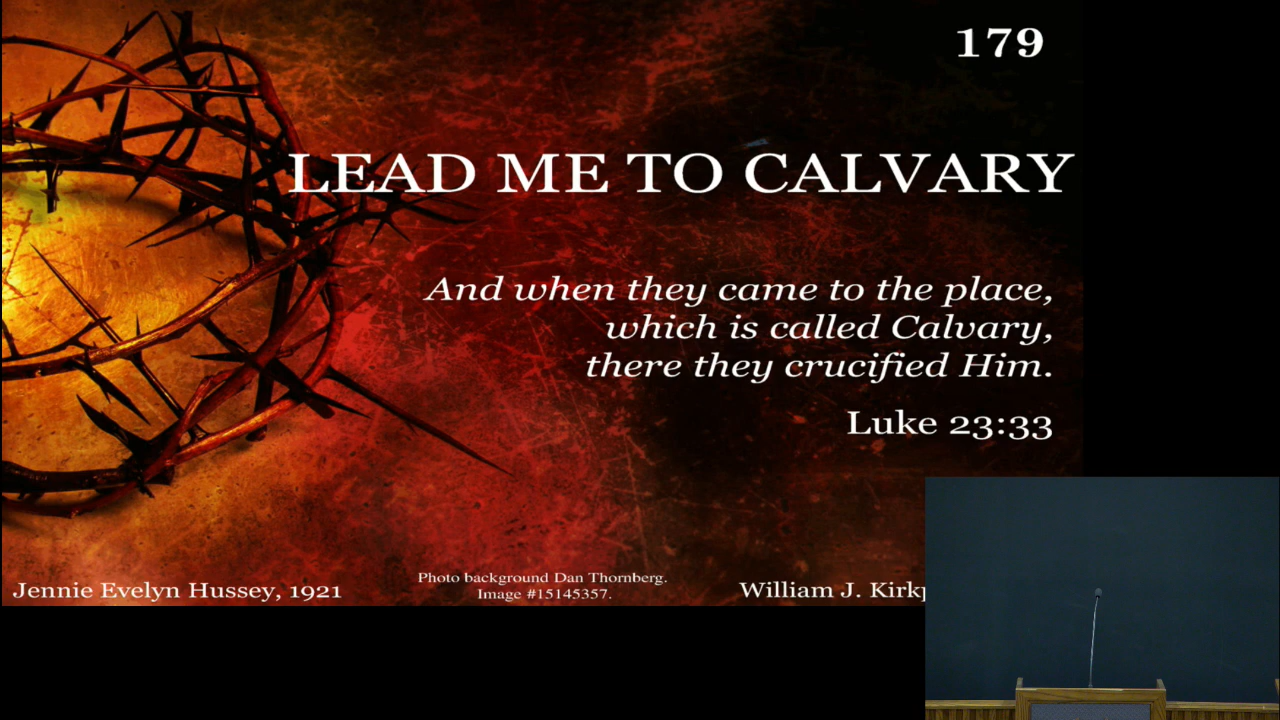 179
LEAD ME TO CALVARY
And when they came to the place,
which is called Calvary,
there they crucified Him.
Luke 23:33
Photo background Dan Thornberg.
Image #15145357.
Jennie Evelyn Hussey, 1921
William J.